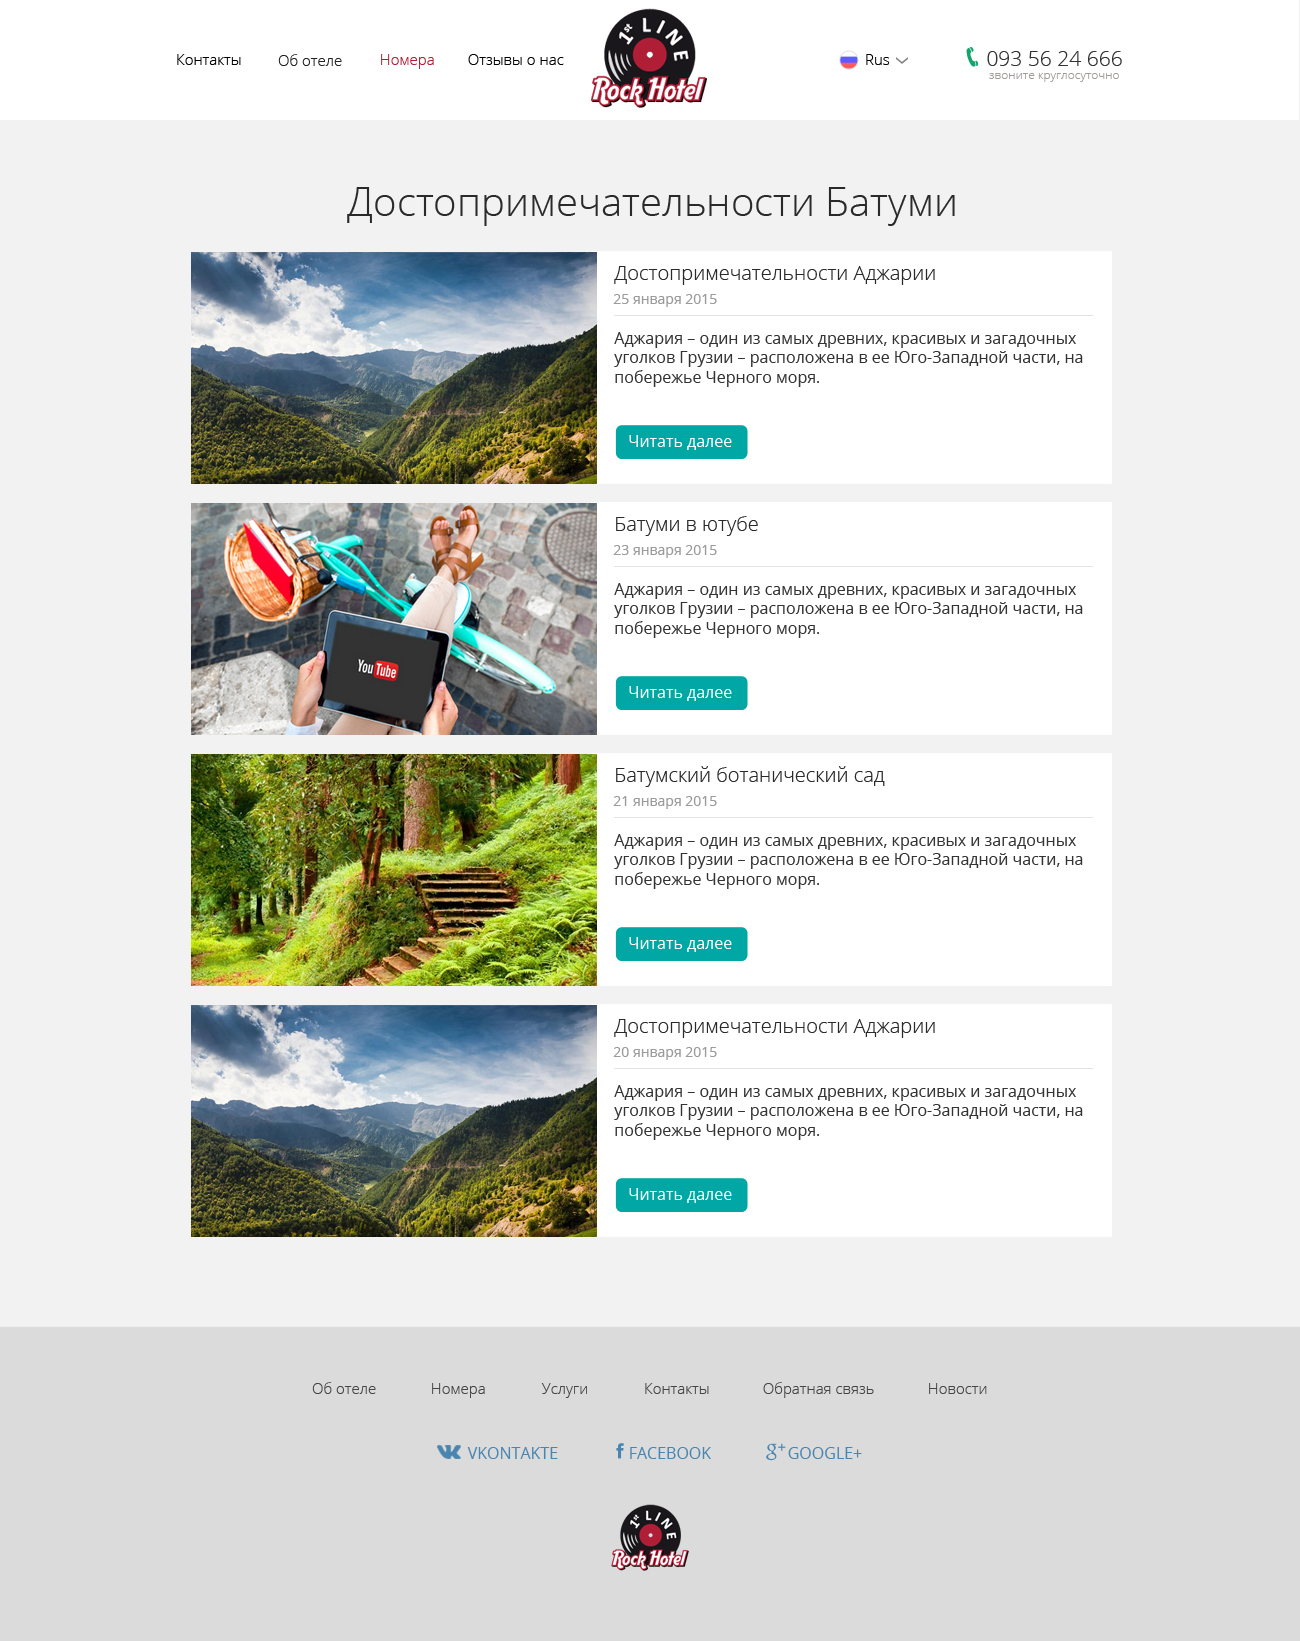 Контакты
Об отеле
Номера
Отзывы о нас
1st LINE
Rock Hotel
Rus
093 56 24 666
звоните круглосуточно
Достопримечательности Батуми
Достопримечательности Аджарии
25 января 2015
Аджария – один из самых древних, красивых и загадочных
уголков Грузии – расположена в ее Юго-Западной части, на
побережье Черного моря.
Читать далее
You Tube
Батуми в ютубе
23 января 2015
Аджария – один из самых древних, красивых и загадочных
уголков Грузии – расположена в ее Юго-Западной части, на
побережье Черного моря.
Читать далее
Батумский ботанический сад
21 января 2015
Аджария – один из самых древних, красивых и загадочных
уголков Грузии – расположена в ее Юго-Западной части, на
побережье Черного моря.
Читать далее
Достопримечательности Аджарии
20 января 2015
Аджария – один из самых древних, красивых и загадочных
уголков Грузии – расположена в ее Юго-Западной части, на
побережье Черного моря.
Читать далее
Об отеле
Номера
Услуги
Контакты
Обратная связь
Новости
VKONTAKTE
f FACEBOOK
g+ GOOGLE+
1st LINE
Rock Hotel